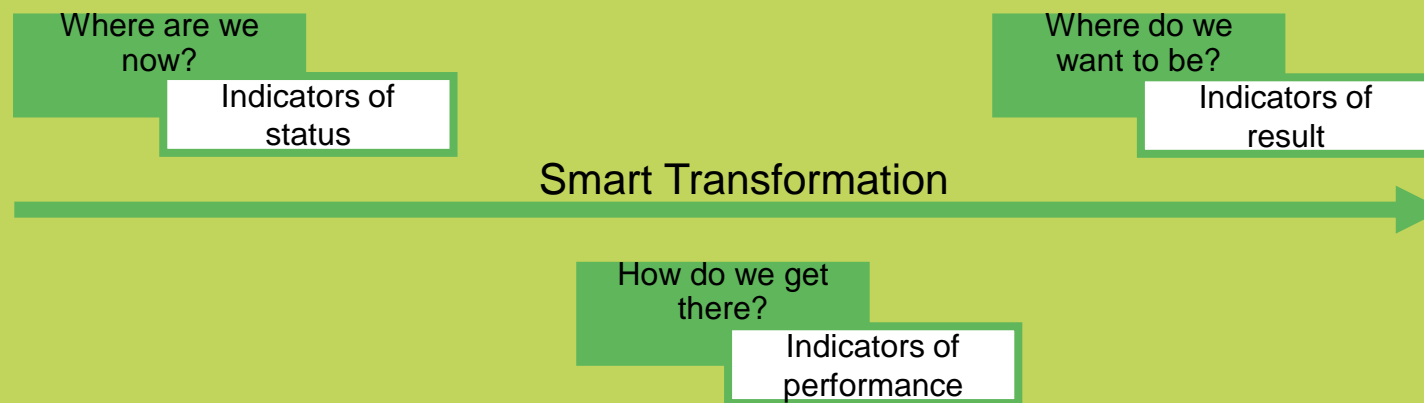 Where are we
now?
Indicators of
status
Where do we
want to be?
Indicators of
result
Smart Transformation
How do we get
there?
Indicators of
performance